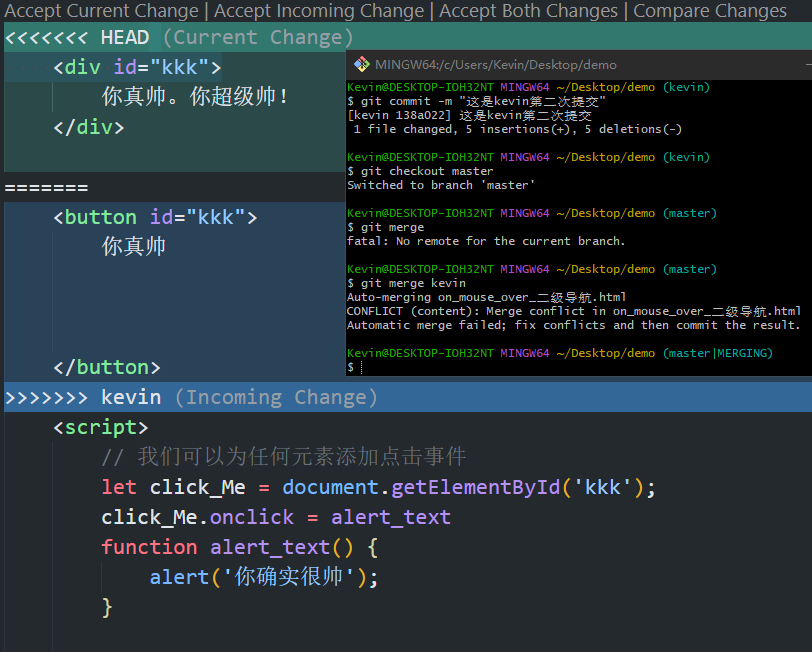 Accept Current Change | Accept Incoming Change | Accept Both Changes | Compare Changes
<<<<<<< HEAD (Current Change)
<div id="kkk">
你真帅。你超级帅！
</div>
=======
<button id="kkk">
你真帅
</button>
>>>>>>> kevin (Incoming Change)
<script>
// 我们可以为任何元素添加点击事件
let click_Me = document.getElementById('kkk');
click_Me.onclick = alert_text
function alert_text() {
alert('你确实很帅');
}
MINGW64:/c/Users/Kevin/Desktop/demo
Kevin@DESKTOP-IOH32NT MINGW64 ~/Desktop/demo (kevin)
$ git commit -m "这是kevin第二次提交"
[kevin 138a022] 这是kevin第二次提交
1 file changed, 5 insertions(+), 5 deletions(-)
Kevin@DESKTOP-IOH32NT MINGW64 ~/Desktop/demo (kevin)
$ git checkout master
Switched to branch 'master'
Kevin@DESKTOP-IOH32NT MINGW64 ~/Desktop/demo (master)
$ git merge
fatal: No remote for the current branch.
Kevin@DESKTOP-IOH32NT MINGW64 ~/Desktop/demo (master)
$ git merge kevin
Auto-merging on_mouse_over_二级导航.html
CONFLICT (content): Merge conflict in on_mouse_over_二级导航.html
Automatic merge failed; fix conflicts and then commit the result.
Kevin@DESKTOP-IOH32NT MINGW64 ~/Desktop/demo (master|MERGING)
$